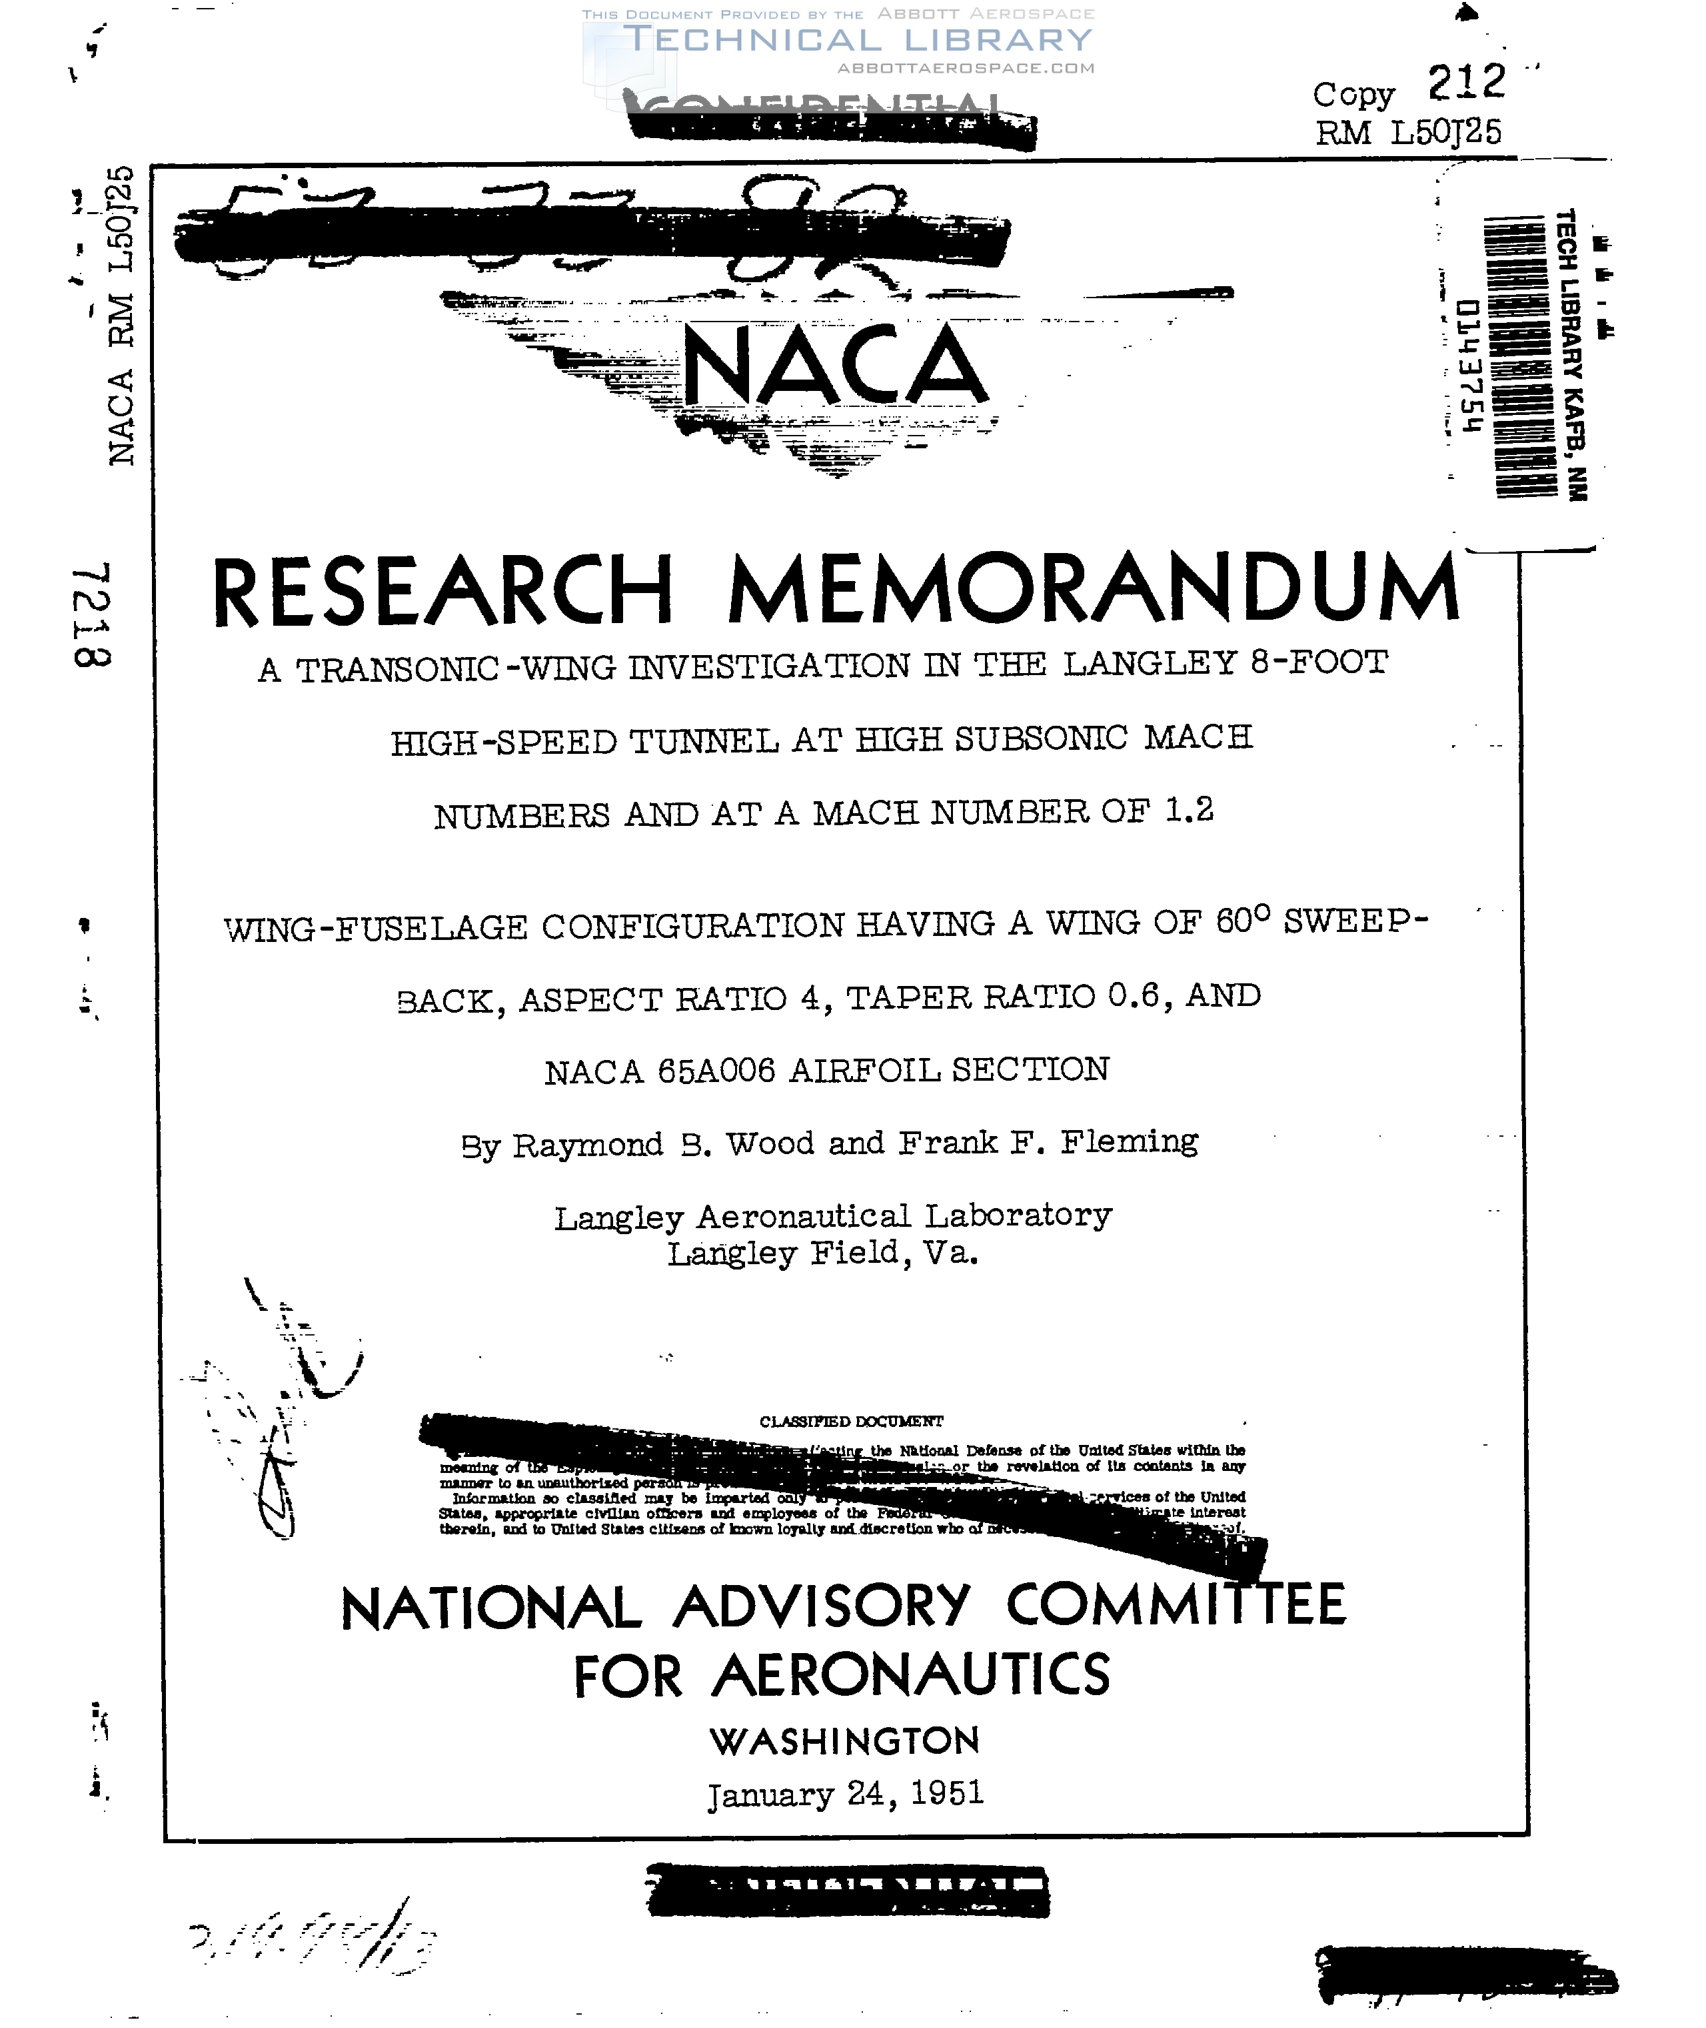 THIS DOCUMENT PROVIDED BY THE ABBOTT AEROSPACE
TECHNICAL LIBRARY
ABBOTTAEROSPACE.COM
CONFIDENTIAL
Copy 212
RM L50J25
NACA RM L50J25
7218
TECH LIBRARY KAFB, NM
0143754
NACA
RESEARCH MEMORANDUM
A TRANSONIC-WING INVESTIGATION IN THE LANGLEY 8-FOOT
HIGH-SPEED TUNNEL AT HIGH SUBSONIC MACH
NUMBERS AND AT A MACH NUMBER OF 1.2
WING-FUSELAGE CONFIGURATION HAVING A WING OF 60° SWEEP-
BACK, ASPECT RATIO 4, TAPER RATIO 0.6, AND
NACA 65A006 AIRFOIL SECTION
By Raymond B. Wood and Frank F. Fleming
Langley Aeronautical Laboratory
Langley Field, Va.
CLASSIFIED DOCUMENT
the National Defense of the United States within the
meaning of the or the revelation of its contents in any
manner to an unauthorized person is
Information so classified may be imparted only services of the United
States, appropriate civilian officers and employees of the Federal interest
therein, and to United States citizens of known loyalty and discretion who of
NATIONAL ADVISORY COMMITTEE
FOR AERONAUTICS
WASHINGTON
January 24, 1951